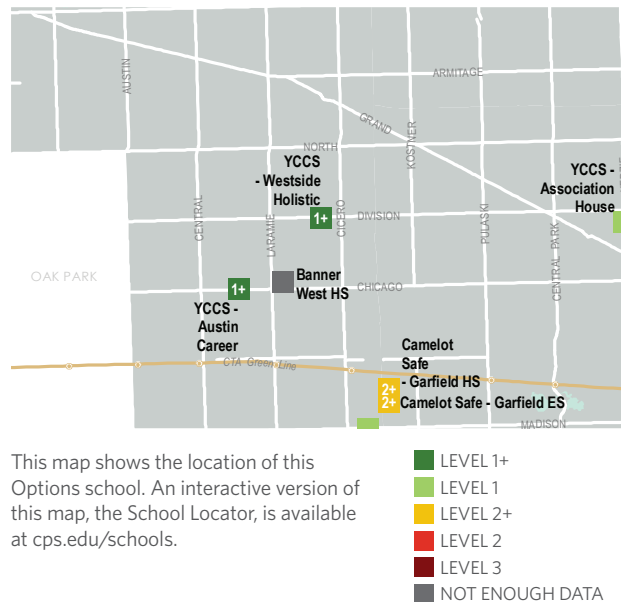 AUSTIN
ARMITAGE
GRAND
KOSTNER
NORTH
YCCS
- Westside
Holistic
YCCS -
Association
House
1+
DIVISION
CENTRAL
LARAMIE
CICERO
PULASKI
CENTRAL PARK
OAK PARK
1+
Banner
West HS
CHICAGO
YCCS -
Austin
Career
CTA Green Line
Camelot
Safe
- Garfield HS
2+
2+
Camelot Safe - Garfield ES
MADISON
This map shows the location of this
Options school. An interactive version of
this map, the School Locator, is available
at cps.edu/schools.
LEVEL 1+
LEVEL 1
LEVEL 2+
LEVEL 2
LEVEL 3
NOT ENOUGH DATA